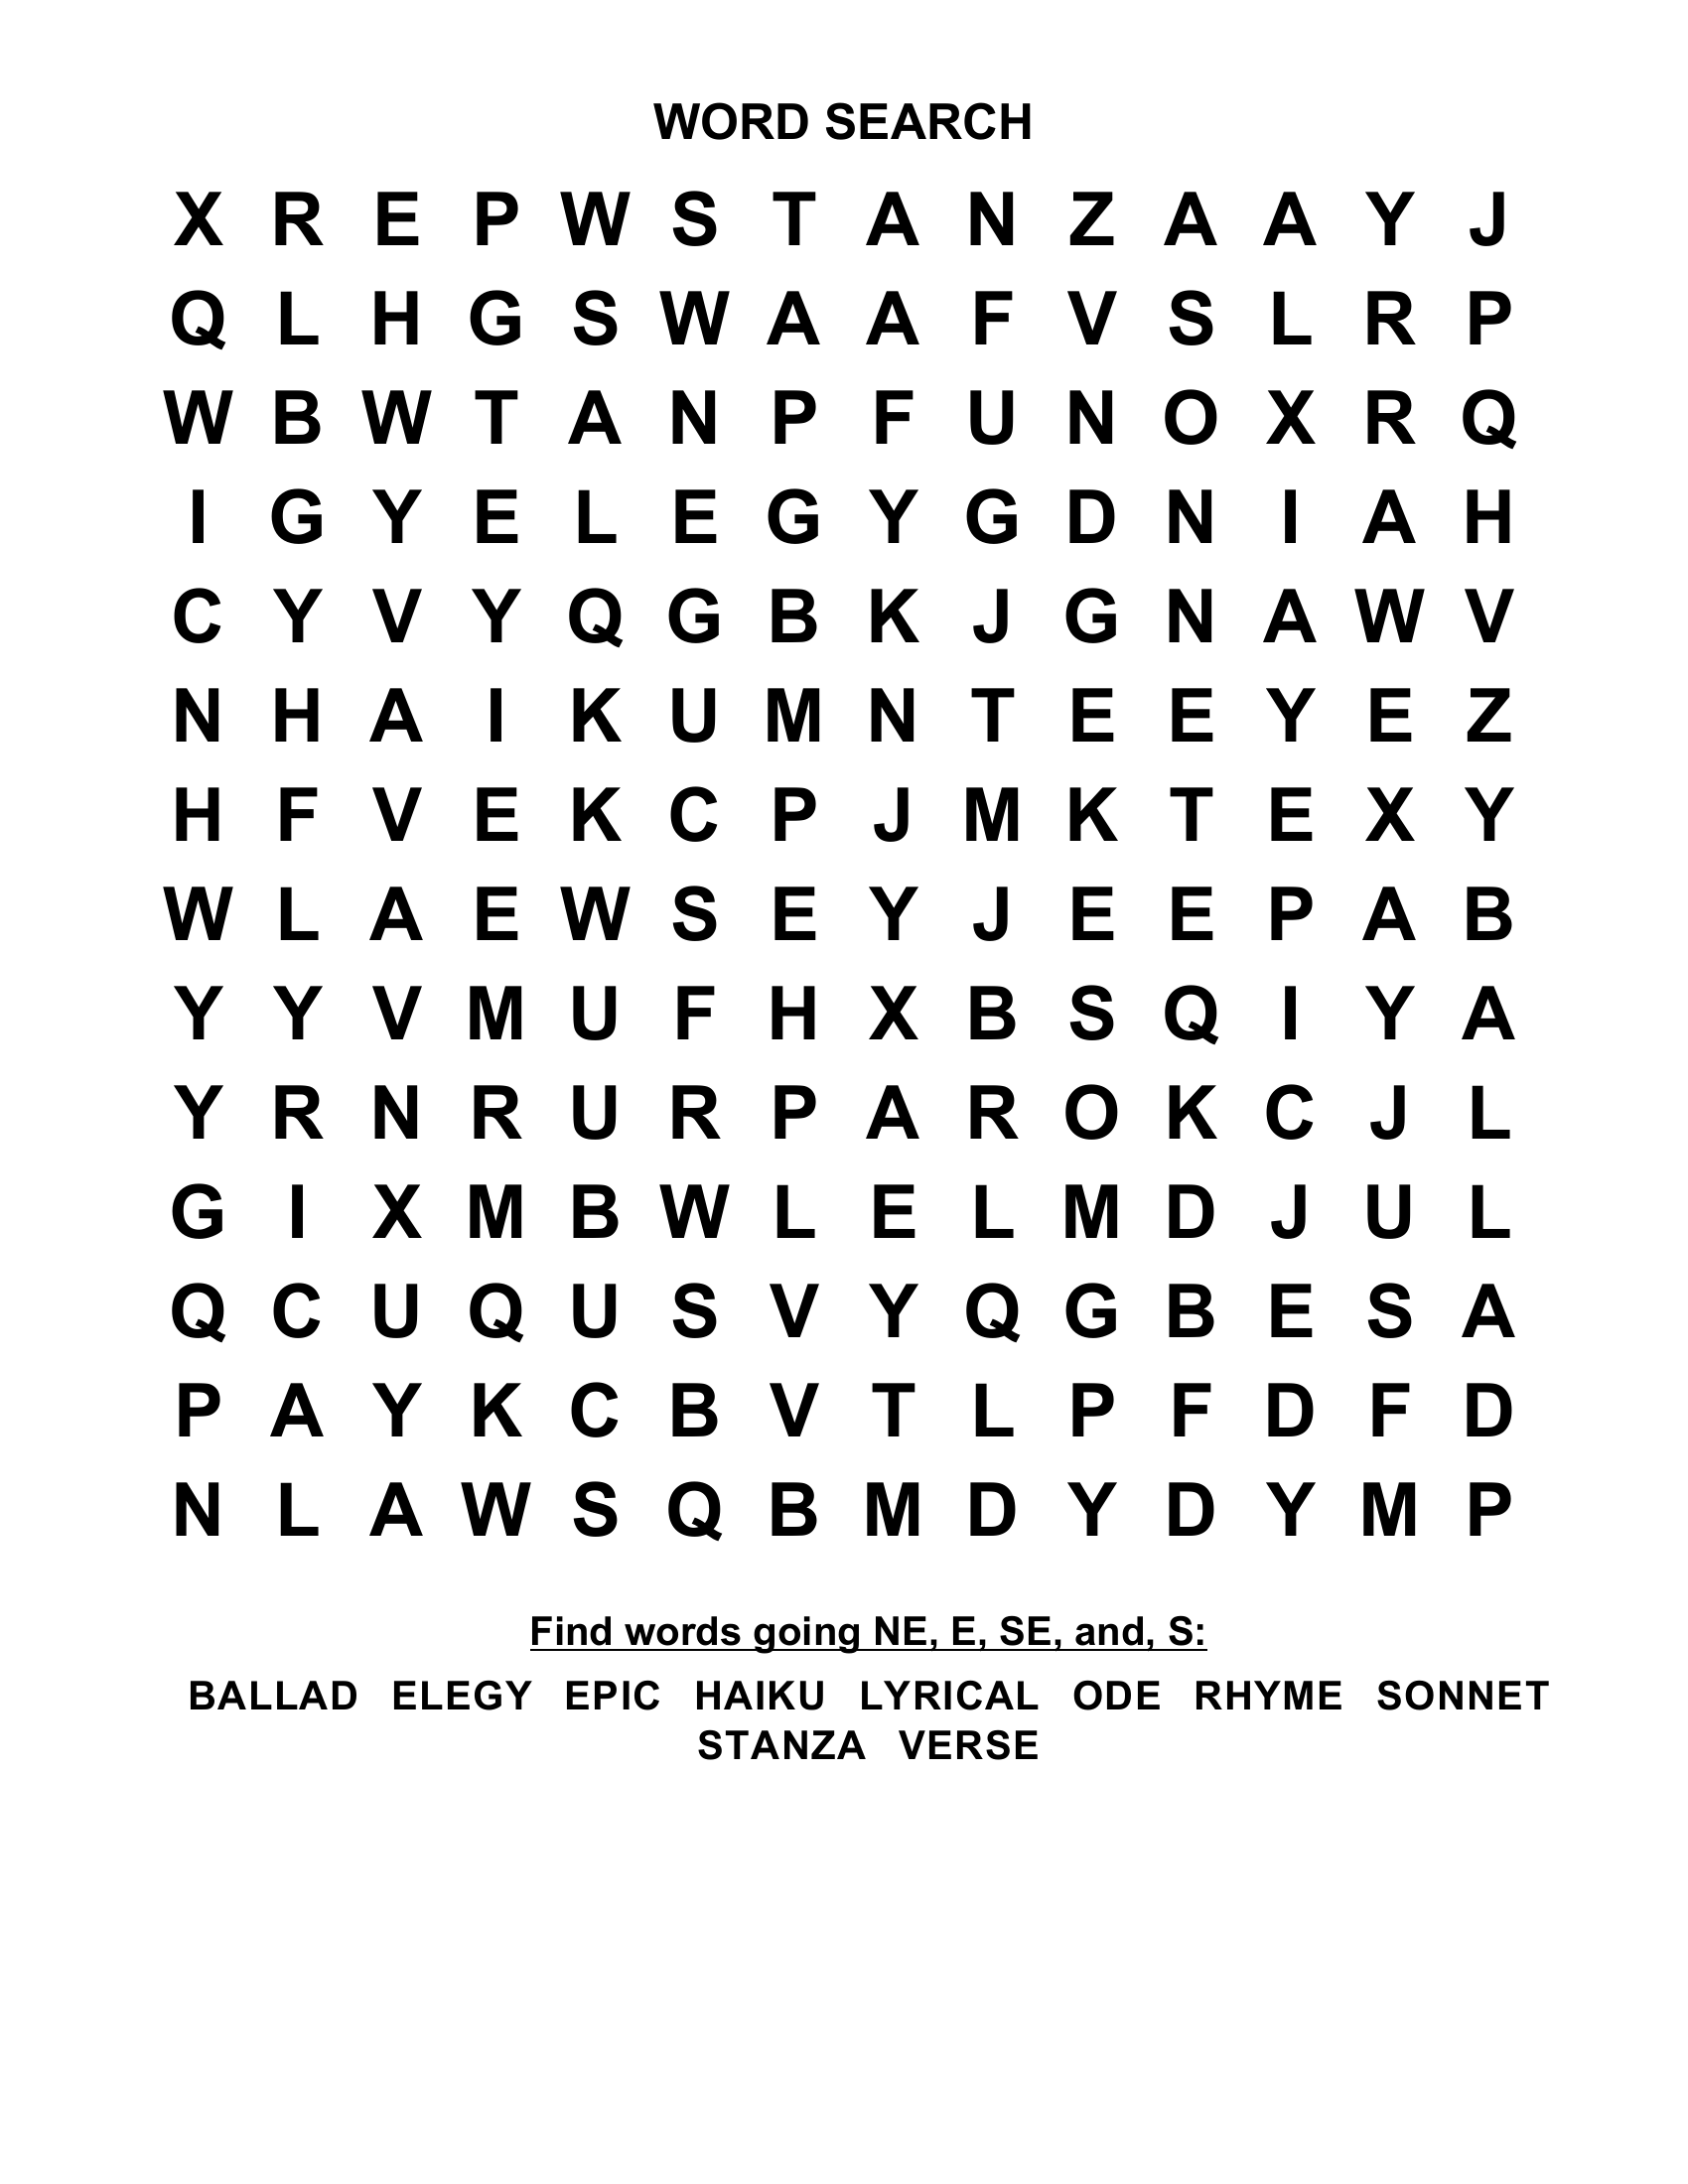 WORD SEARCH
X R E P W S T A N Z A A Y J
Q L H G S W A A F V S L R P
W B W T A N P F U N O X R Q
I G Y E L E G Y G D N I A H
C Y V Y Q G B K J G N A W V
N H A I K U M N T E E Y E Z
H F V E K C P J M K T E X Y
W L A E W S E Y J E E P A B
Y Y V M U F H X B S Q I Y A
Y R N R U R P A R O K C J L
G I X M B W L E L M D J U L
Q C U Q U S V Y Q G B E S A
P A Y K C B V T L P F D F D
N L A W S Q B M D Y D Y M P
Find words going NE, E, SE, and, S:
BALLAD ELEGY EPIC HAIKU LYRICAL ODE RHYME SONNET
STANZA VERSE